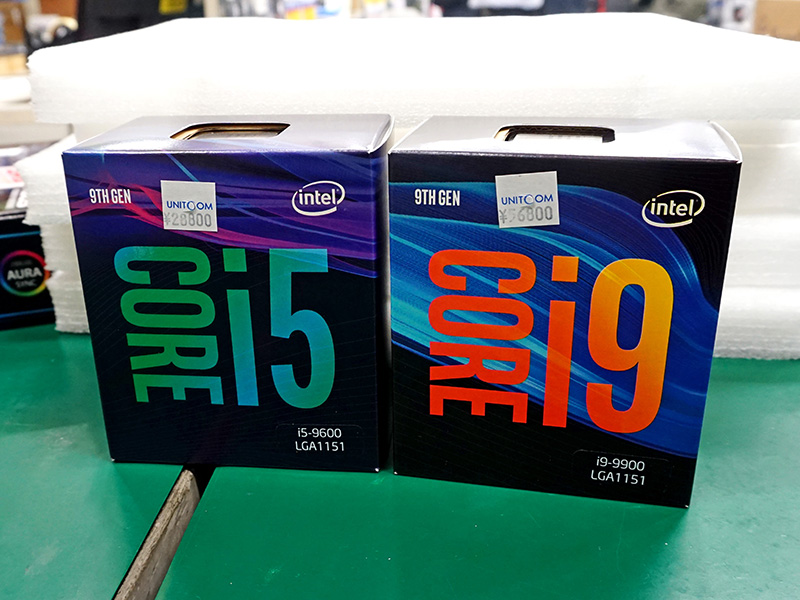 9TH GEN
UNITCOM
¥28800
intel
CORE i5
i5-9600
LGA1151
9TH GEN
UNITCOM
¥56800
intel
CORE i9
i9-9900
LGA1151
AURA
SYNC